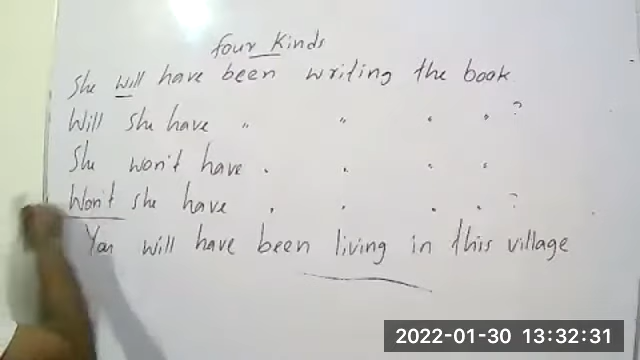 four Kinds
She will have been writing the book
Will she have " " " " ?
She won't have " " " "
Won't she have " " " " ?
You will have been living in this village
2022-01-30 13:32:31